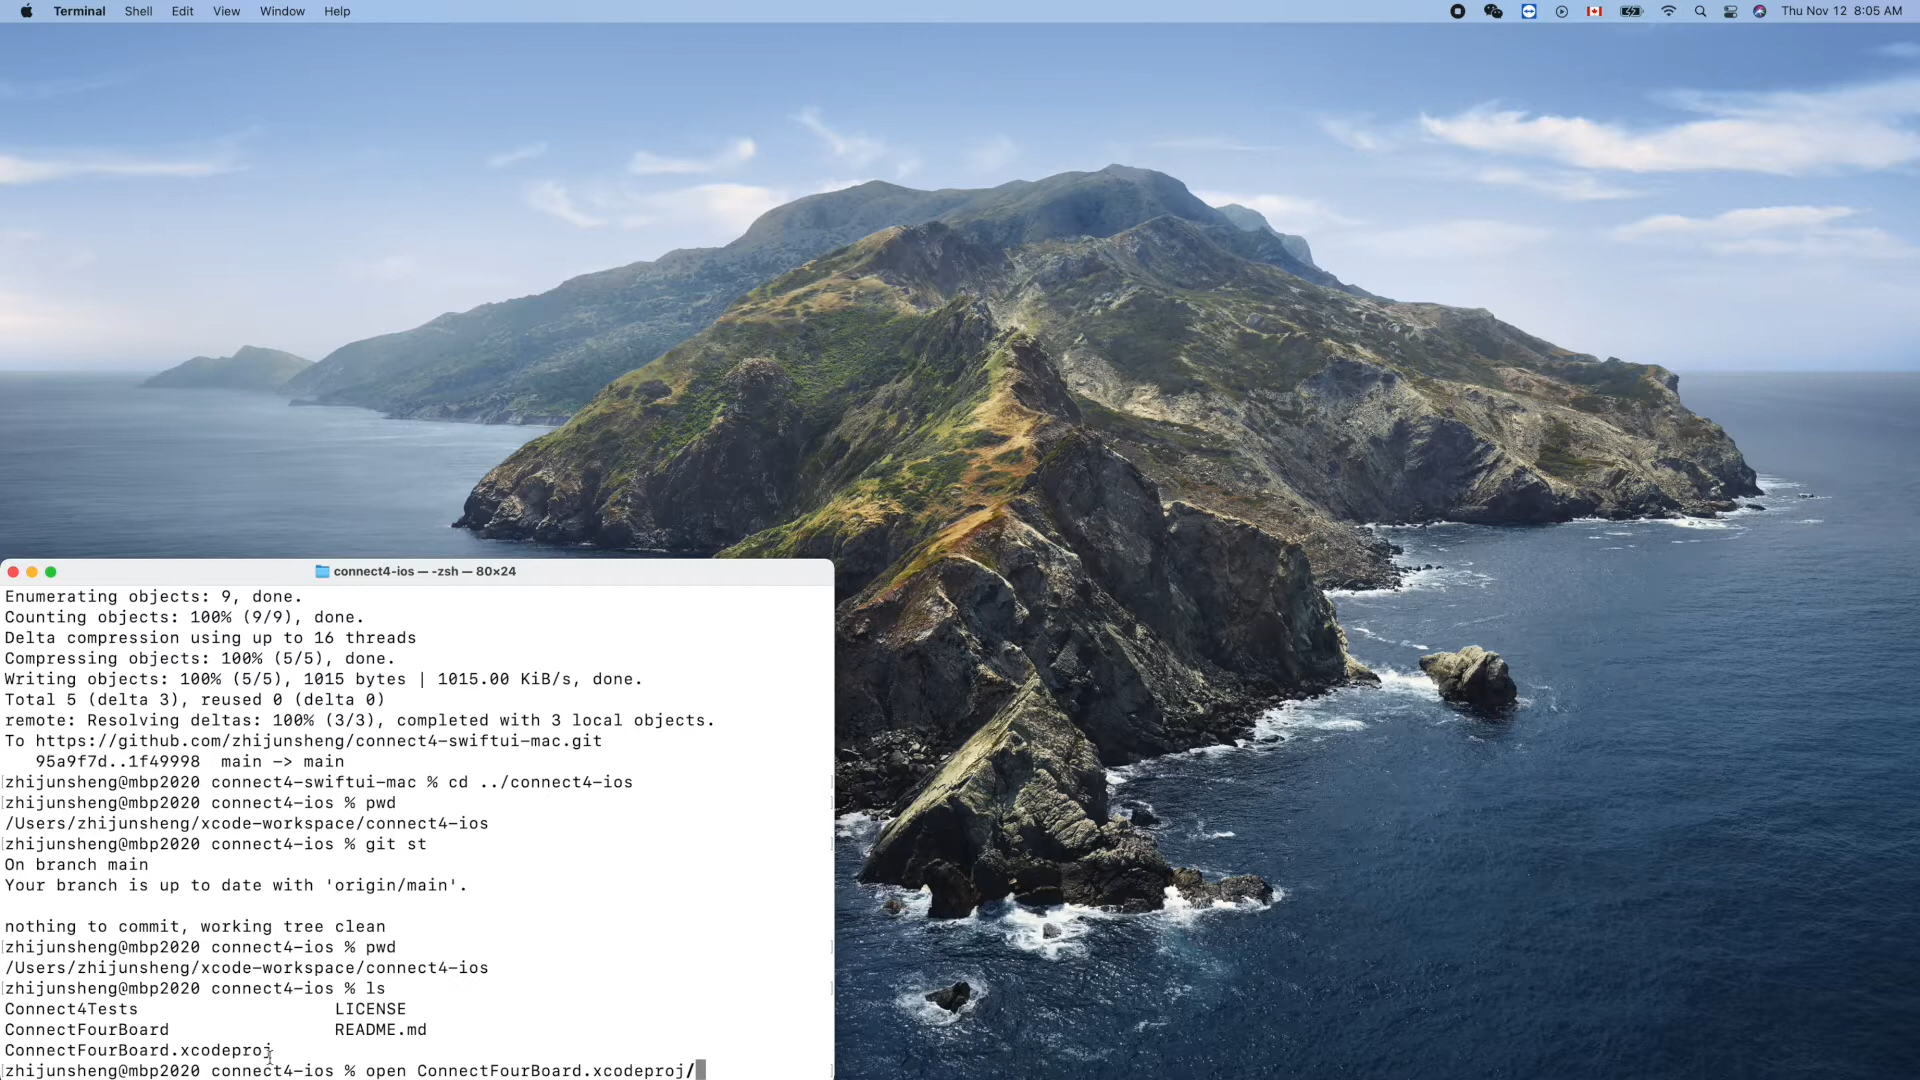 Terminal Shell Edit View Window Help Thu Nov 12 8:05 AM
connect4-ios — -zsh — 80×24
Enumerating objects: 9, done.
Counting objects: 100% (9/9), done.
Delta compression using up to 16 threads
Compressing objects: 100% (5/5), done.
Writing objects: 100% (5/5), 1015 bytes | 1015.00 KiB/s, done.
Total 5 (delta 3), reused 0 (delta 0)
remote: Resolving deltas: 100% (3/3), completed with 3 local objects.
To https://github.com/zhijunsheng/connect4-swiftui-mac.git
95a9f7d..1f49998 main -> main
[zhijunsheng@mbp2020 connect4-swiftui-mac % cd ../connect4-ios ]
[zhijunsheng@mbp2020 connect4-ios % pwd ]
/Users/zhijunsheng/xcode-workspace/connect4-ios
[zhijunsheng@mbp2020 connect4-ios % git st ]
On branch main
Your branch is up to date with 'origin/main'.
nothing to commit, working tree clean
[zhijunsheng@mbp2020 connect4-ios % pwd ]
/Users/zhijunsheng/xcode-workspace/connect4-ios
[zhijunsheng@mbp2020 connect4-ios % ls ]
Connect4Tests LICENSE
ConnectFourBoard README.md
ConnectFourBoard.xcodeproj
[zhijunsheng@mbp2020 connect4-ios % open ConnectFourBoard.xcodeproj/ ]